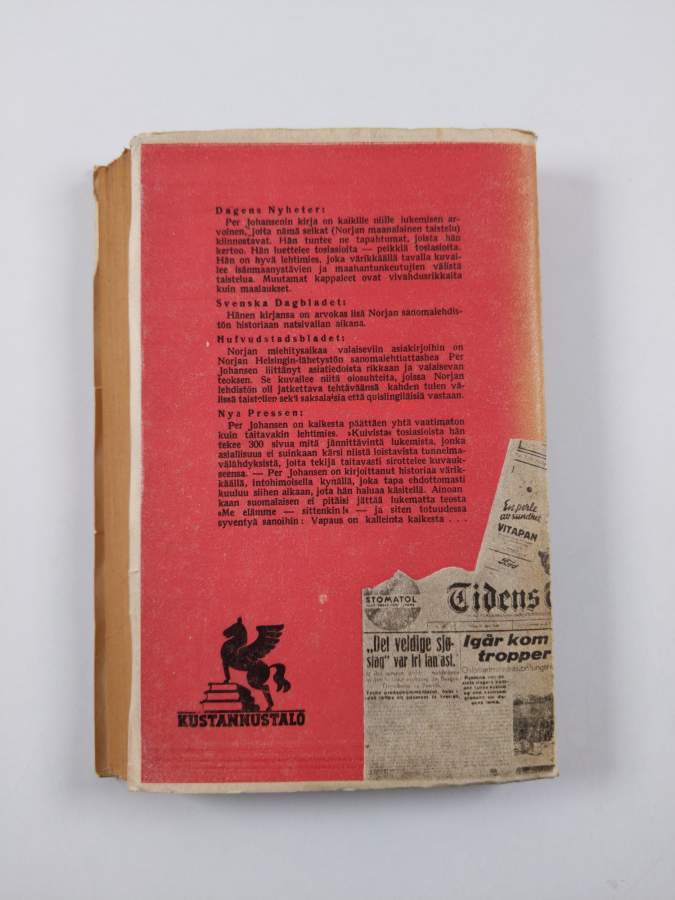 Dagens Nyheter:
Per Johansenin kirja on kaikille niille lukemisen ar-
voinen, joita nämä seikat (Norjan maanalainen taistelu)
kiinnostavat. Hän tuntee ne tapahtumat, joista hän
kertoo. Hän luettelee tosiasioita — pelkkiä tosiasioita.
Hän on hyvä lehtimies, joka värikkäällä tavalla kuvai-
lee isänmaanystävien ja maahantunkeutujen välistä
taistelua. Muutamat kappaleet ovat vivahdusrikkaita
kuin maalaukset.
Svenska Dagbladet:
Hänen kirjansa on arvokas lisä Norjan sanomalehdis-
tön historiaan natsivallan aikana.
Hufvudstadsbladet:
Norjan miehitysaikaa valaiseviin asiakirjoihin on
Norjan Helsingin-lähetystön sanomalehtiattashea Per
Johansen liittänyt asiatiedoista rikkaan ja valaisevan
teoksen. Se kuvailee niitä olosuhteita, joissa Norjan
lehdistön oli jatkettava tehtäväänsä kahden tulen vä-
lissä taistellen sekä saksalaisia että quislingiläisiä vastaan.
Nya Pressen:
Per Johansen on kaikesta päättäen yhtä vaatimaton
kuin taitavakin lehtimies. »Kuivista» tosiasioista hän
tekee 300 sivua mitä jännittävintä lukemista, jonka
asiallisuus ei suinkaan kärsi niistä loistavista tunnelma-
välähdyksistä, joita tekijä taitavasti sirottelee kuvauk-
seensa. — Per Johansen on kirjoittanut historiaa värik-
käällä, intohimoisella kynällä, joka tapa ehdottomasti
kuuluu siihen aikaan, jota hän haluaa käsitellä. Ainoan-
kaan suomalaisen ei pitäisi jättää lukematta teosta
»Me elämme — sittenkin!» — ja siten totuudessa
syventyä sanoihin: Vapaus on kalleinta kaikesta . . .
En perle
av sundhet
VITAPAN
STOMATOL
Tidens
„Det veldige sjø-
slag" var iri lan asi.
Igår kom
tropper
KUSTANNUSTALO